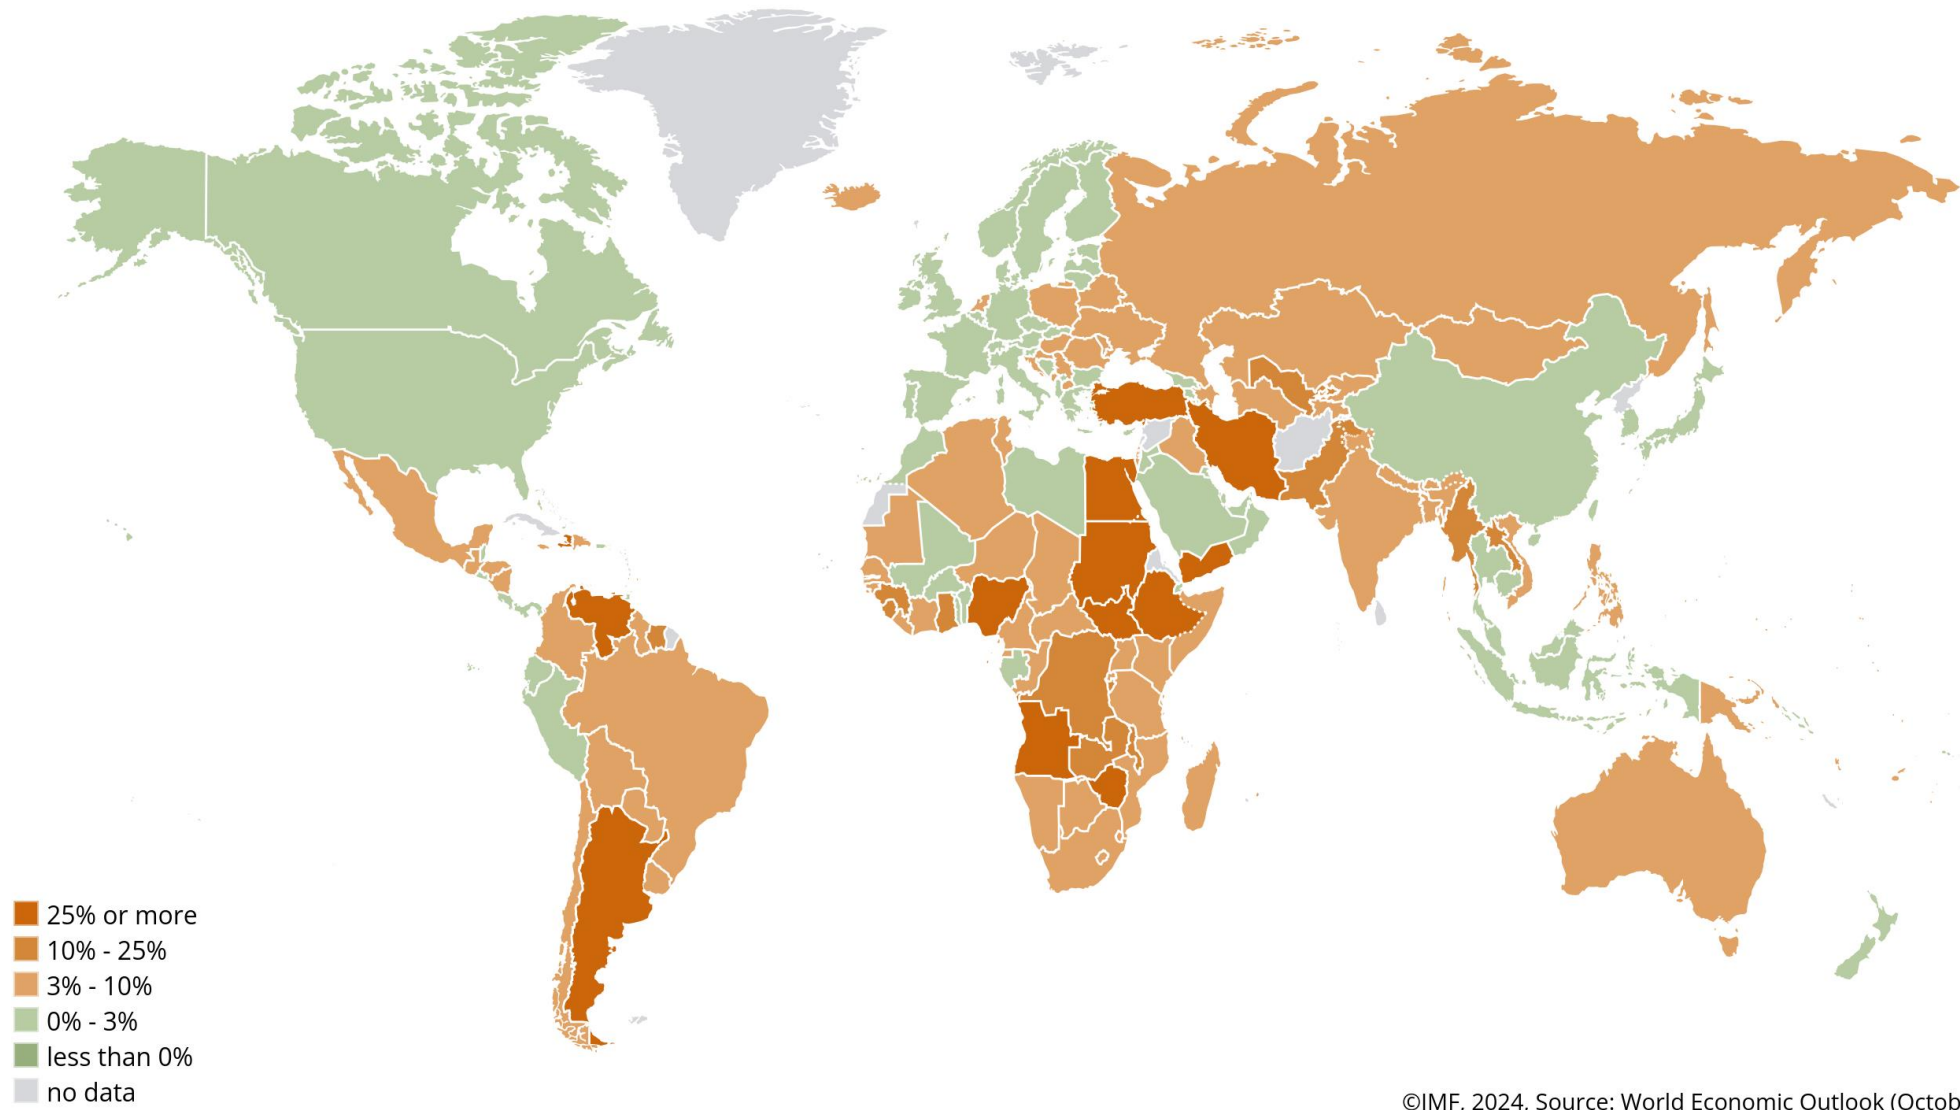 25% or more
10% - 25%
3% - 10%
0% - 3%
less than 0%
no data
©IMF, 2024, Source: World Economic Outlook (Octob